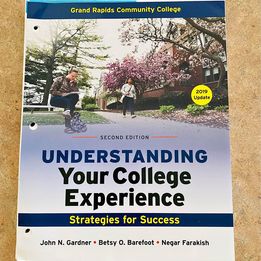 Grand Rapids Community College
2019
Update
SECOND EDITION
UNDERSTANDING
Your College
Experience
Strategies for Success
John N. Gardner • Betsy O. Barefoot • Negar Farakish